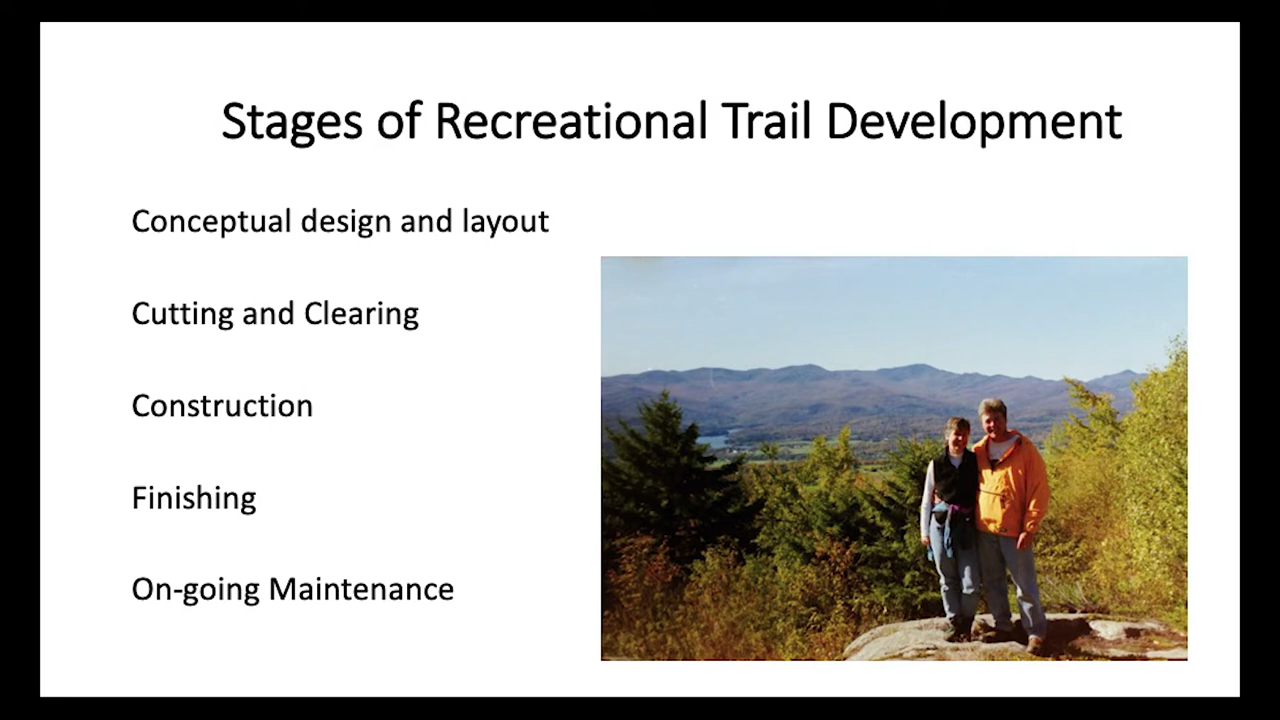 Stages of Recreational Trail Development
Conceptual design and layout
Cutting and Clearing
Construction
Finishing
On-going Maintenance